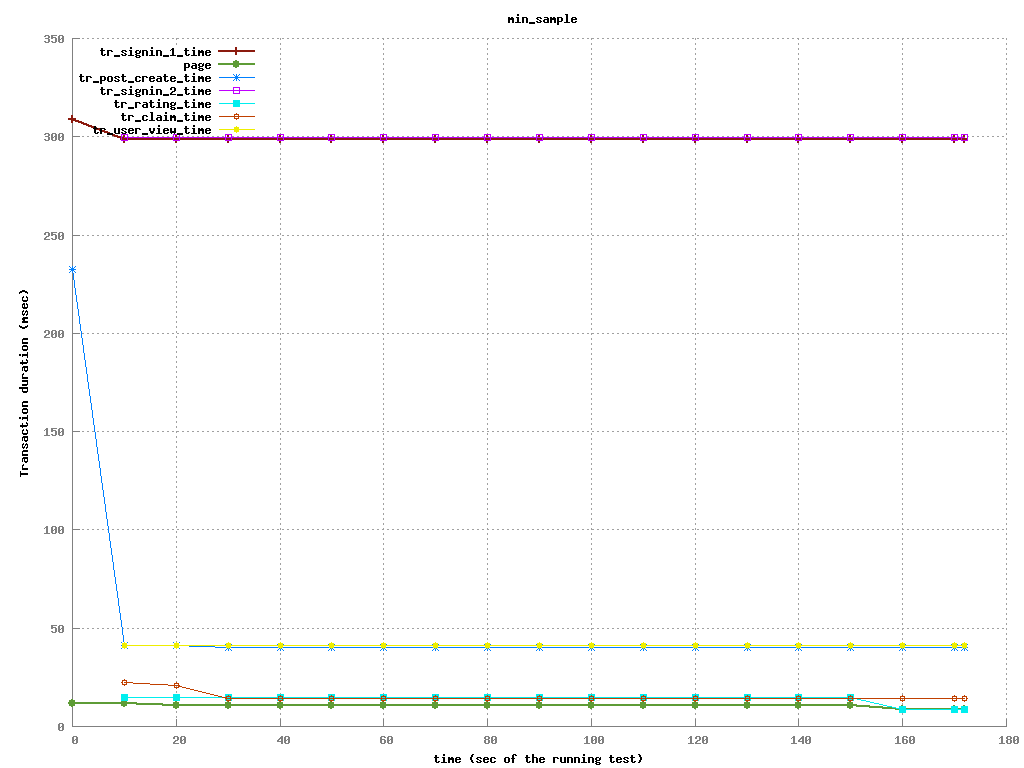 min_sample
350
300
250
200
150
100
50
0
tr_signin_1_time
page
tr_post_create_time
tr_signin_2_time
tr_rating_time
tr_claim_time
tr_user_view_time
Transaction duration (msec)
0 20 40 60 80 100 120 140 160 180
time (sec of the running test)